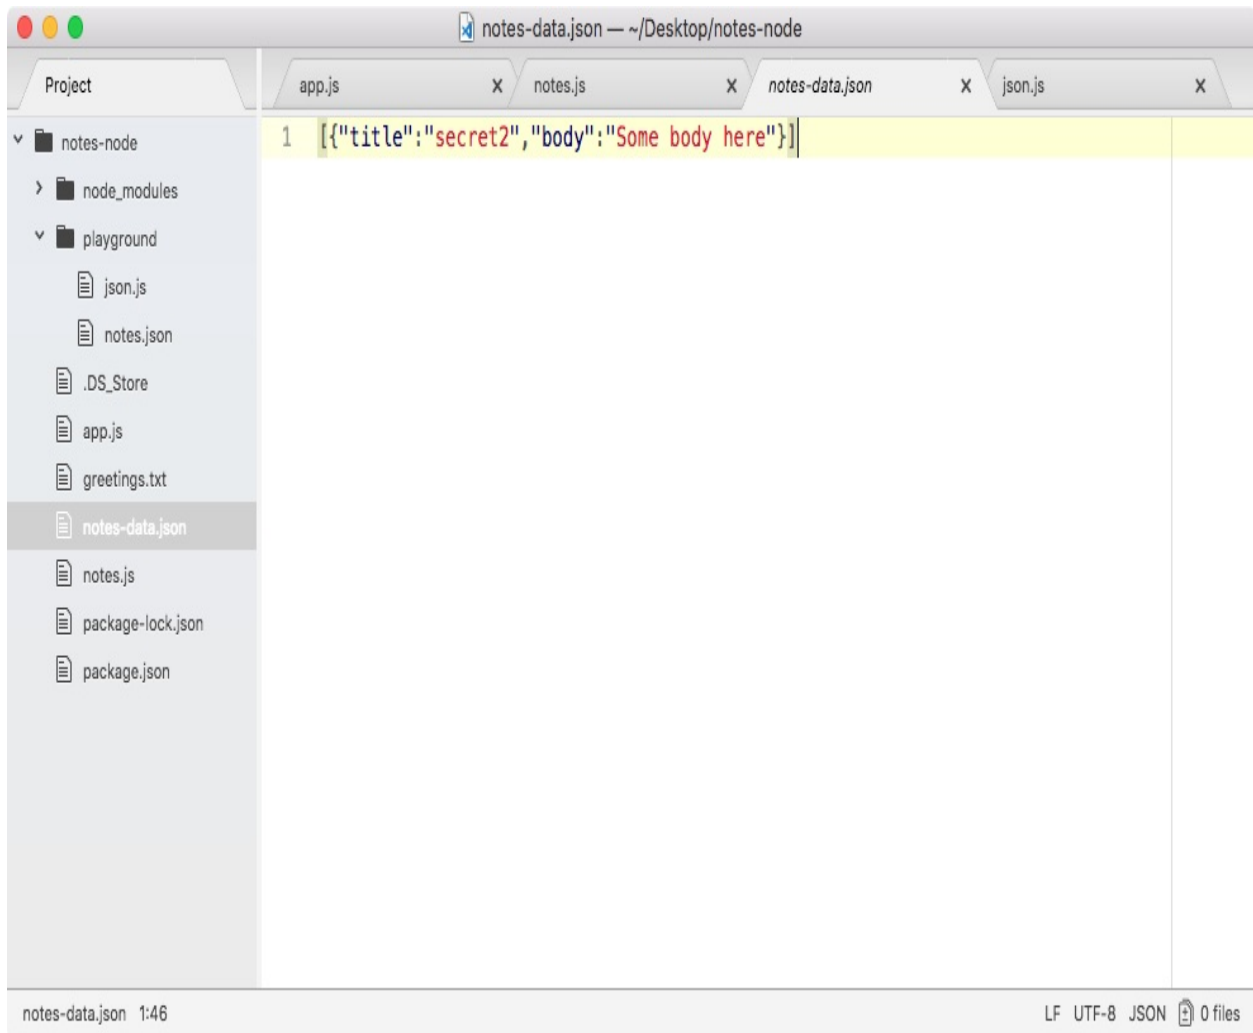 notes-data.json — ~/Desktop/notes-node
Project
app.js
notes.js
notes-data.json
json.js
notes-node
node_modules
playground
json.js
notes.json
.DS_Store
app.js
greetings.txt
notes-data.json
notes.js
package-lock.json
package.json
1 [{"title":"secret2","body":"Some body here"}]
notes-data.json 1:46
LF UTF-8 JSON 0 files